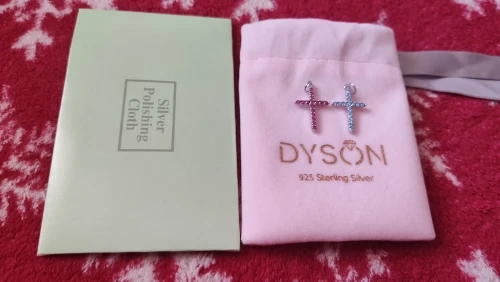 Silver
Polishing
Cloth
DYSON
925 Sterling Silver